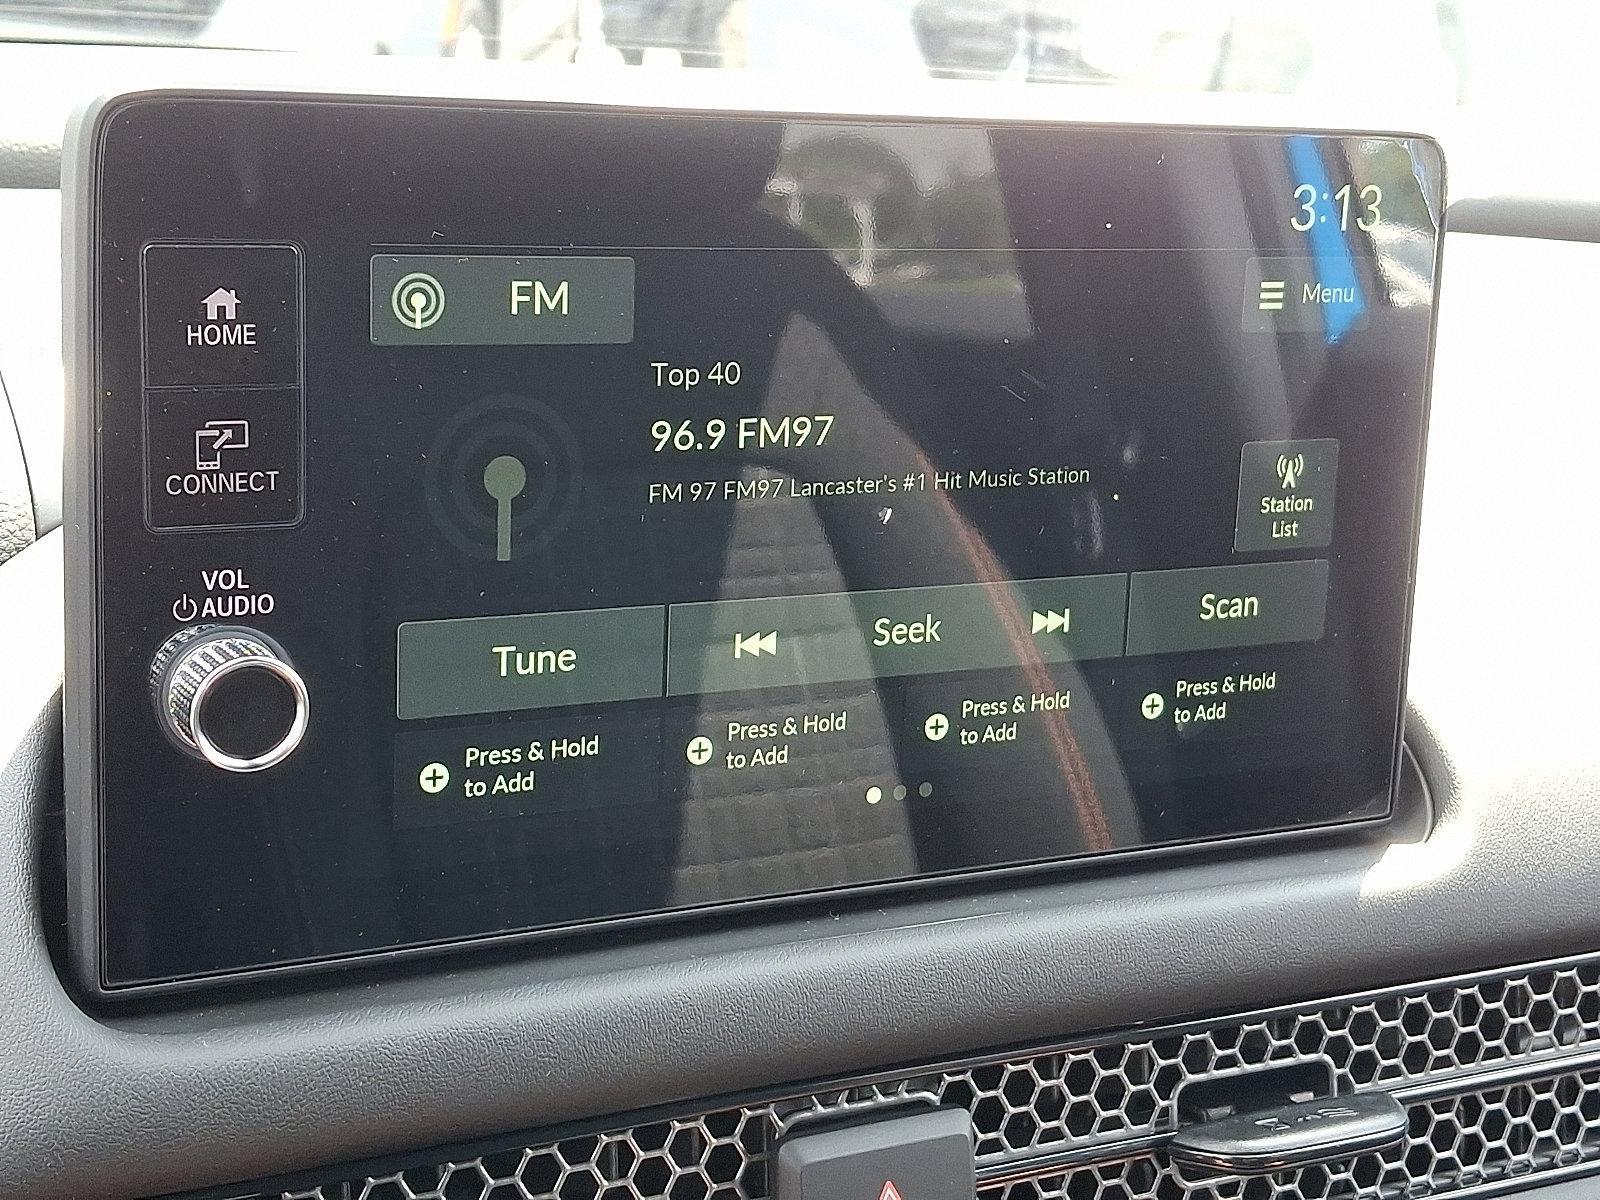 3:13
HOME
FM
Menu
Top 40
96.9 FM97
CONNECT
FM 97 FM97 Lancaster's #1 Hit Music Station
Station
List
VOL
AUDIO
Tune
Seek
Scan
Press & Hold
to Add
Press & Hold
to Add
Press & Hold
to Add
Press & Hold
to Add